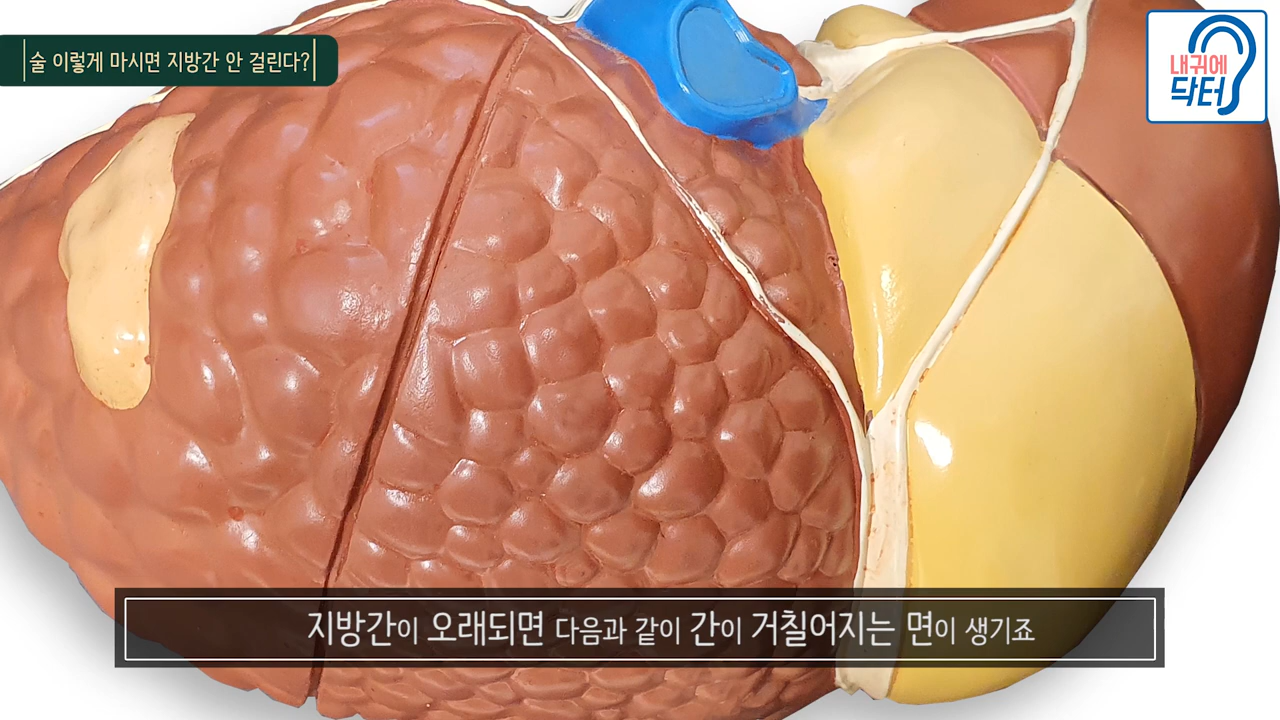 술 이렇게 마시면 지방간 안 걸린다?
내귀에
닥터
지방간이 오래되면 다음과 같이 간이 거칠어지는 면이 생기죠